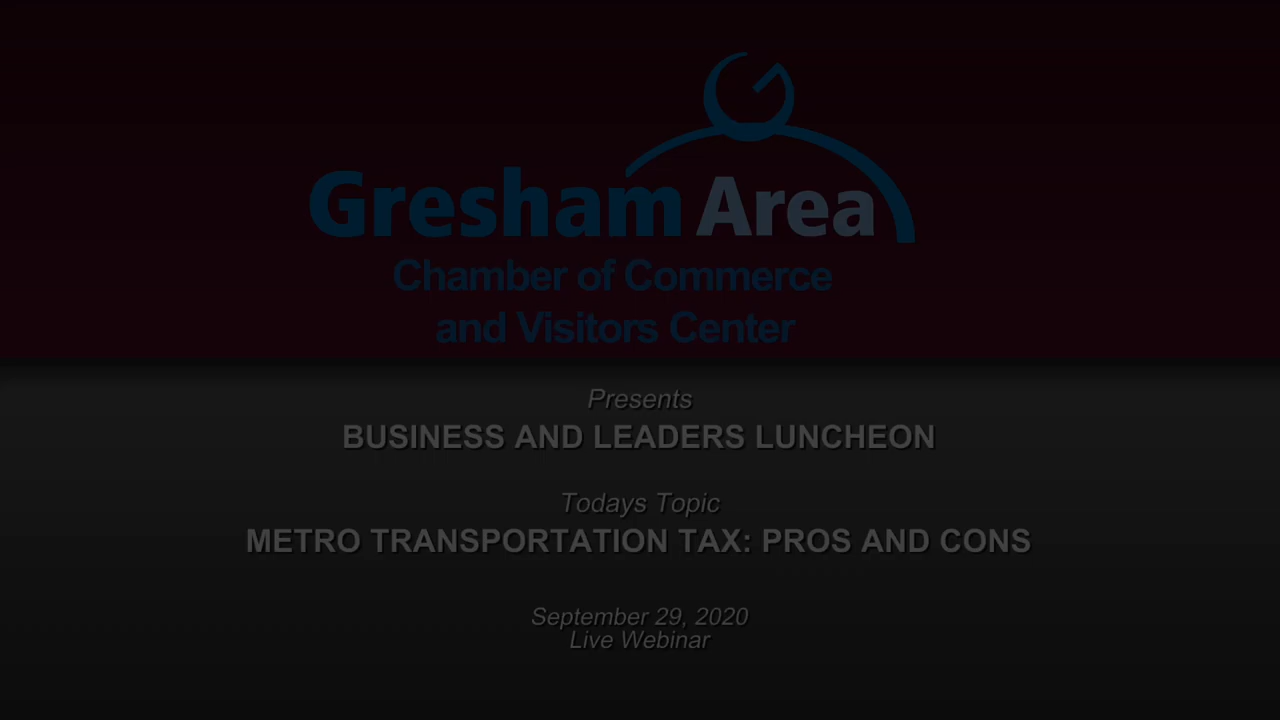 Gresham Area
Chamber of Commerce
and Visitors Center
Presents
BUSINESS AND LEADERS LUNCHEON
Todays Topic
METRO TRANSPORTATION TAX: PROS AND CONS
September 29, 2020
Live Webinar